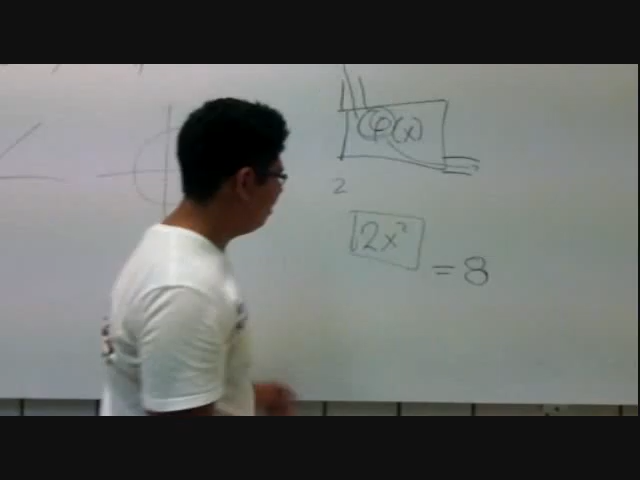 φ(x)
2
2x²
= 8